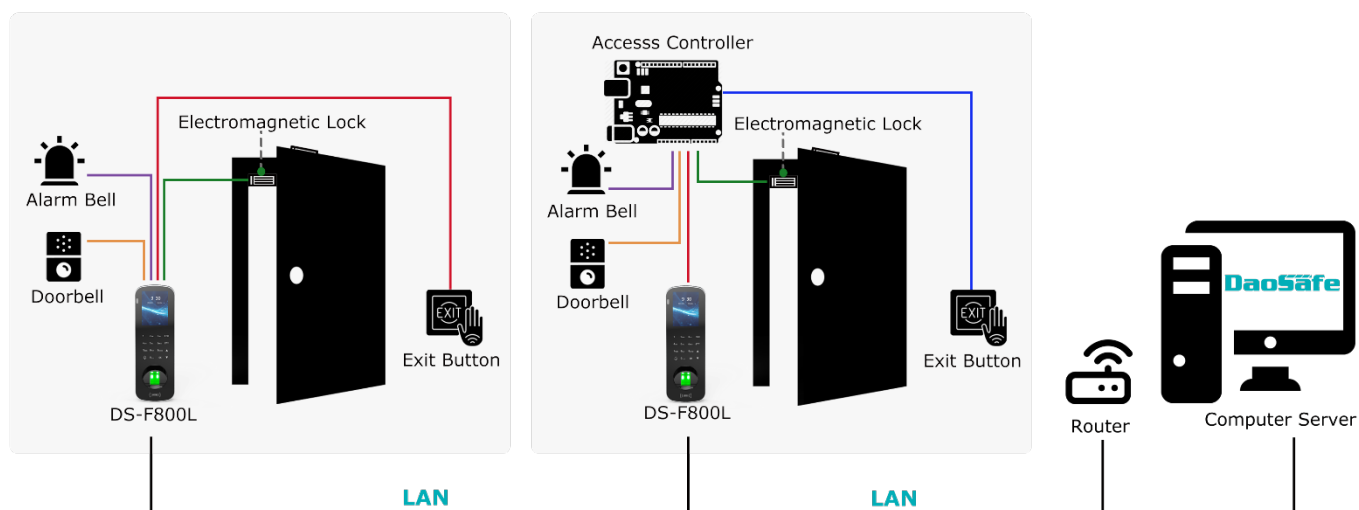 Accesss Controller
Electromagnetic Lock
Electromagnetic Lock
Alarm Bell
Alarm Bell
DaoSafe
Doorbell
Doorbell
EXIT
EXIT
Exit Button
Exit Button
DS-F800L
DS-F800L
Router
Computer Server
LAN
LAN